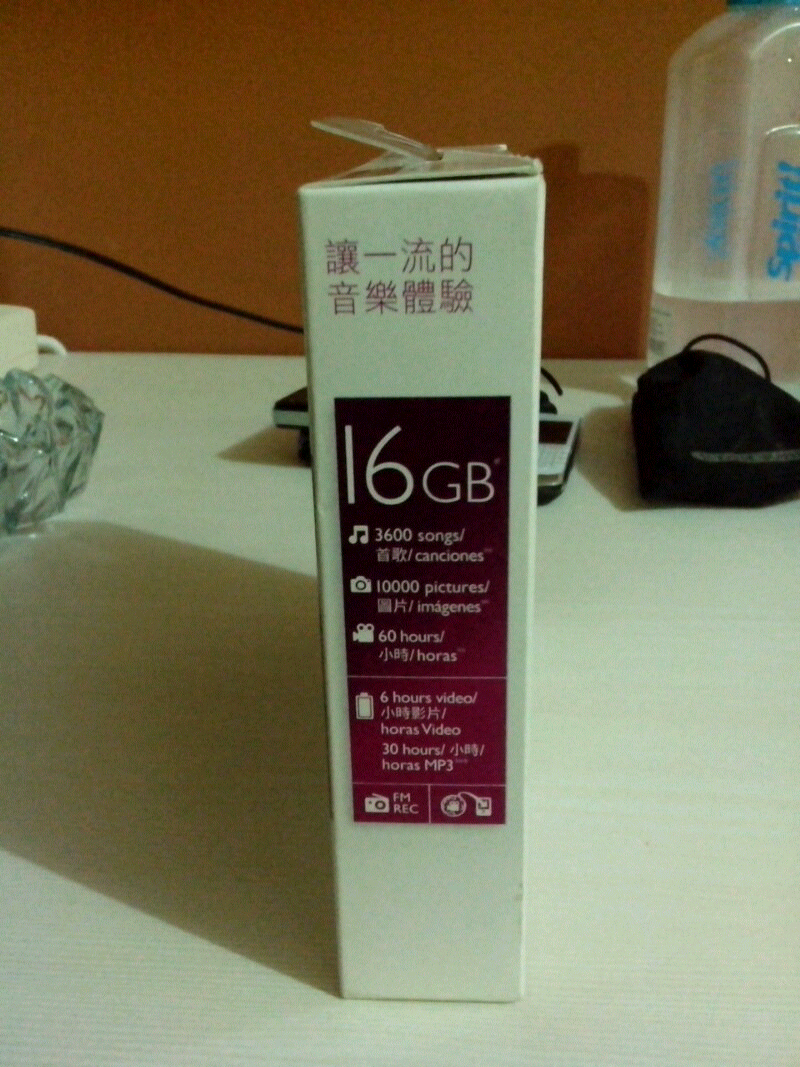 讓一流的
音樂體驗
16GB
3600 songs/
首歌/canciones
10000 pictures/
圖片/imágenes
60 hours/
小時/horas
6 hours video/
小時影片/
horas Video
30 hours/ 小時/
horas MP3
FM
REC
Spirit!